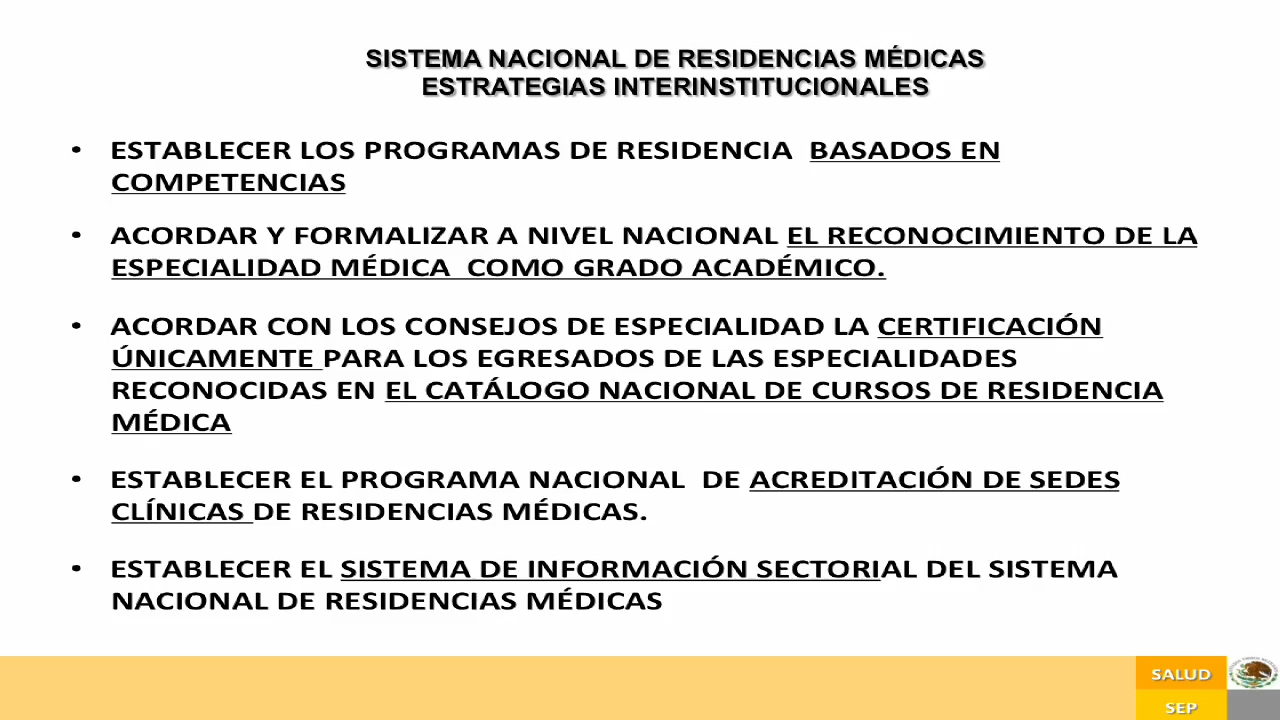 SISTEMA NACIONAL DE RESIDENCIAS MÉDICAS
ESTRATEGIAS INTERINSTITUCIONALES
• ESTABLECER LOS PROGRAMAS DE RESIDENCIA BASADOS EN
COMPETENCIAS
• ACORDAR Y FORMALIZAR A NIVEL NACIONAL EL RECONOCIMIENTO DE LA
ESPECIALIDAD MÉDICA COMO GRADO ACADÉMICO.
• ACORDAR CON LOS CONSEJOS DE ESPECIALIDAD LA CERTIFICACIÓN
ÚNICAMENTE PARA LOS EGRESADOS DE LAS ESPECIALIDADES
RECONOCIDAS EN EL CATÁLOGO NACIONAL DE CURSOS DE RESIDENCIA
MÉDICA
• ESTABLECER EL PROGRAMA NACIONAL DE ACREDITACIÓN DE SEDES
CLÍNICAS DE RESIDENCIAS MÉDICAS.
• ESTABLECER EL SISTEMA DE INFORMACIÓN SECTORIAL DEL SISTEMA
NACIONAL DE RESIDENCIAS MÉDICAS
SALUD
SEP